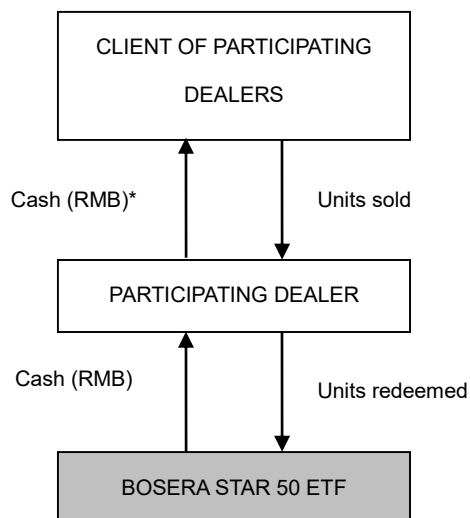 CLIENT OF PARTICIPATING
DEALERS
Cash (RMB)*
Units sold
PARTICIPATING DEALER
Cash (RMB)
Units redeemed
BOSERA STAR 50 ETF